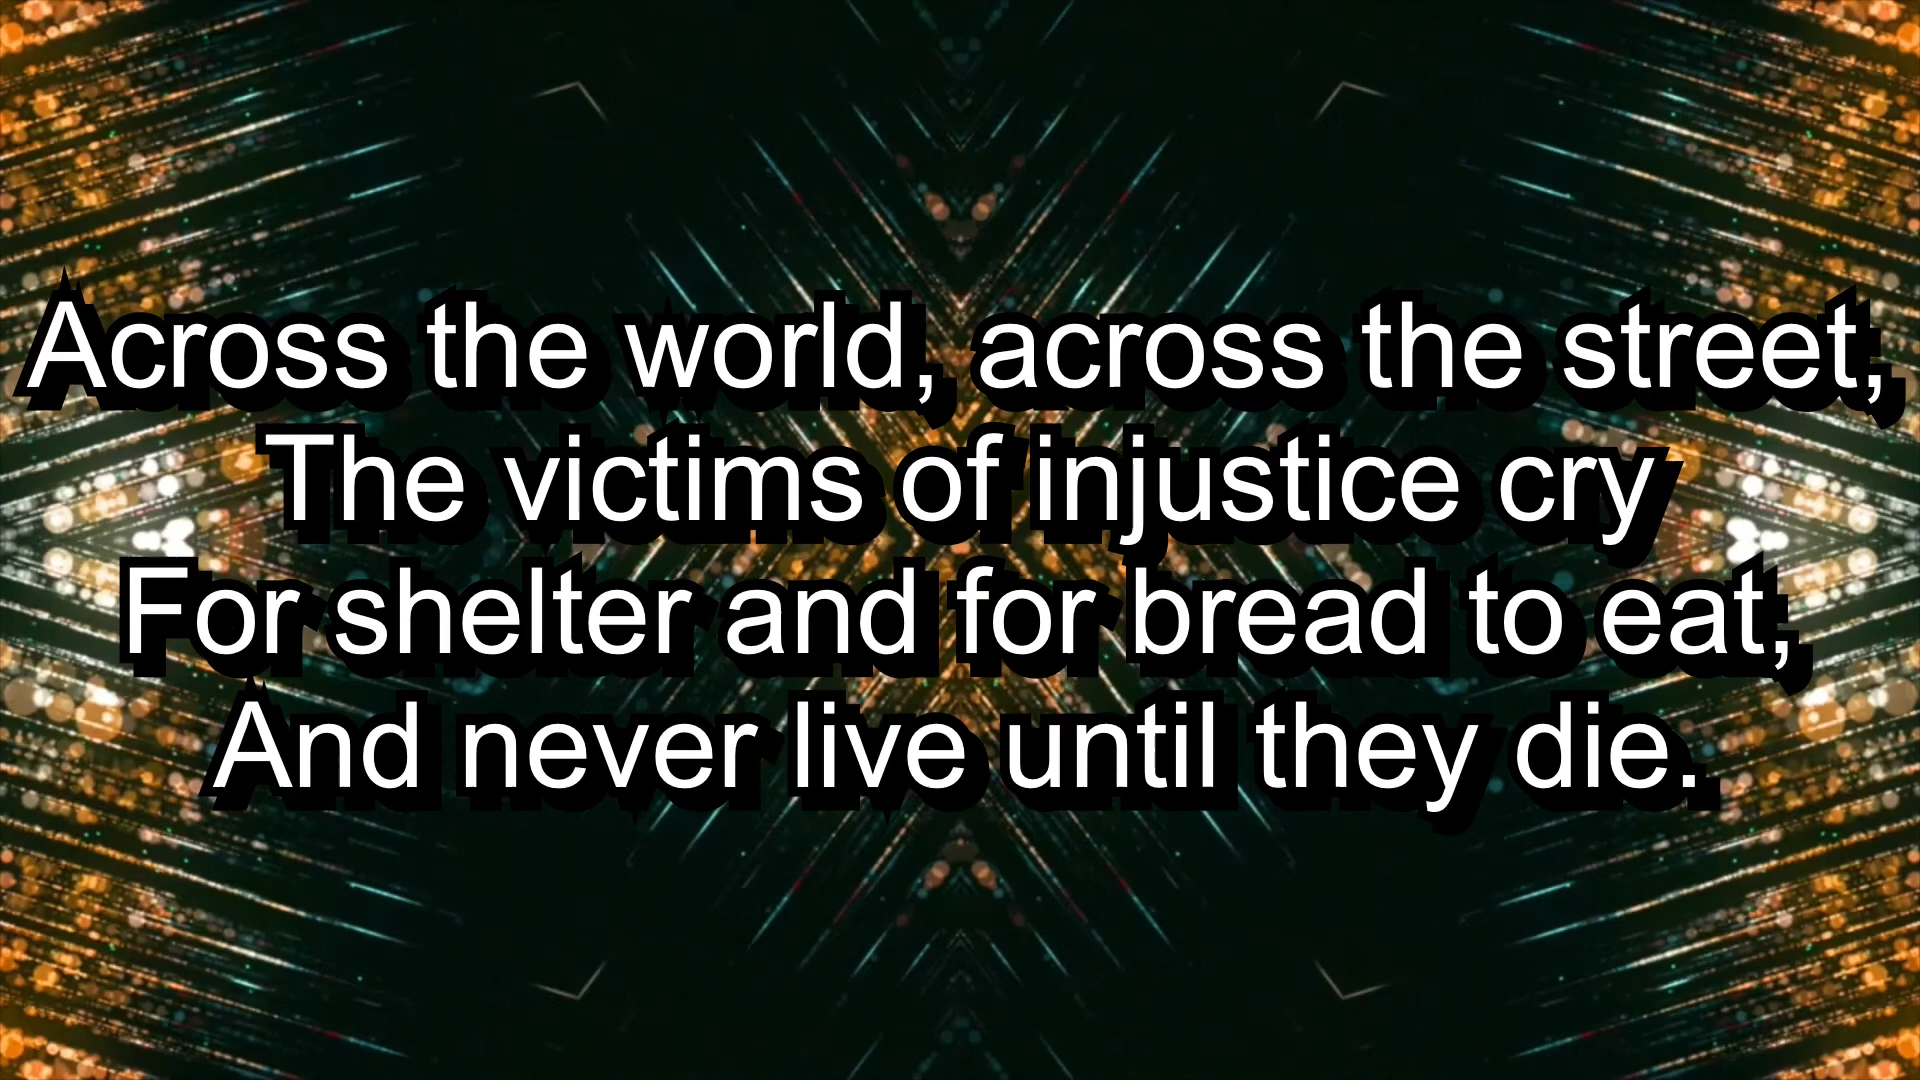 Across the world, across the street,
The victims of injustice cry
For shelter and for bread to eat,
And never live until they die.